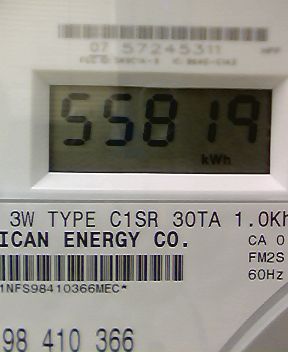 07 57245311
55819
kWh
3W TYPE C1SR 30TA 1.0Kh
ICAN ENERGY CO.
CA 0
FM2S
60Hz
1NFS98410366MEC*
98 410 366